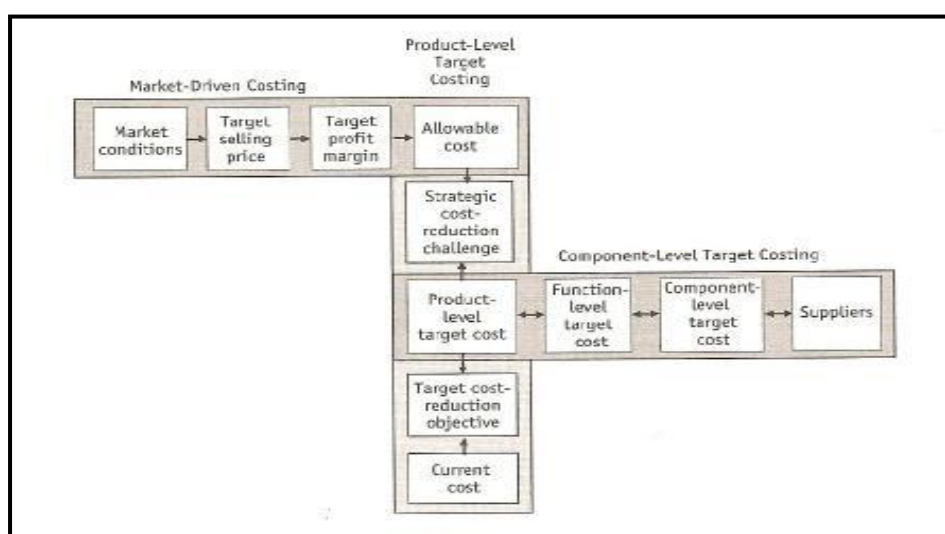 Product-Level
Target
Costing
Market-Driven Costing
Market
conditions
Target
selling
price
Target
profit
margin
Allowable
cost
Strategic
cost-
reduction
challenge
Component-Level Target Costing
Product-level
target cost
Function-
level
target
cost
Component-
level
target
cost
Suppliers
Target cost-
reduction
objective
Current
cost